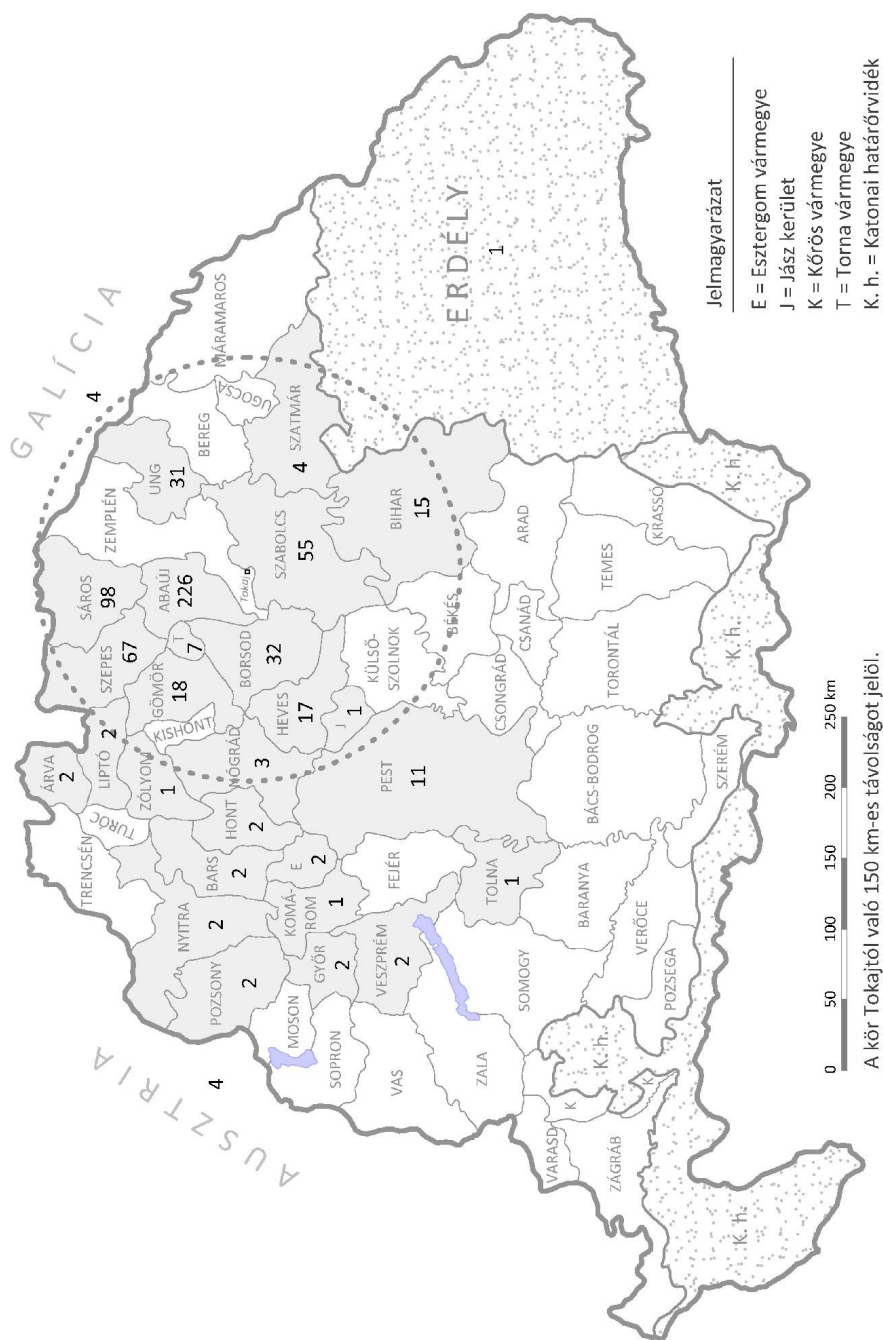 GALÍCIA
4
AUSZTRIA
4
ÁRVA
2
TRENCSÉN
TURÓC
LIPTÓ
2
SZEPES
67
SÁROS
98
ZEMPLÉN
UNG
31
BEREG
MÁRAMAROS
UGOCSA
SZATMÁR
4
ZÓLYOM
1
GÖMÖR
18
KISHONT
T
7
ABAÚJ
226
Tokaj
SZABOLCS
55
BORSOD
32
HEVES
17
NÓGRÁD
3
HONT
2
BARS
2
NYITRA
2
POZSONY
2
MOSON
SOPRON
GYŐR
2
KOMÁ-
ROM
1
E
2
J
1
PEST
11
KÜLSŐ-
SZOLNOK
BIHAR
15
ERDÉLY
1
BÉKÉS
CSONGRÁD
CSANÁD
ARAD
FEJÉR
VESZPRÉM
2
VAS
ZALA
SOMOGY
TOLNA
1
BARANYA
BÁCS-BODROG
TORONTÁL
TEMES
KRASSÓ
K. h.
K. h.
SZERÉM
VERŐCE
POZSEGA
K. h.
K
K
VARASD
ZÁGRÁB
K. h.
Jelmagyarázat
E = Esztergom vármegye
J = Jász kerület
K = Kőrös vármegye
T = Torna vármegye
K. h. = Katonai határőrvidék
0 50 100 150 200 250 km
A kör Tokajtól való 150 km-es távolságot jelöl.